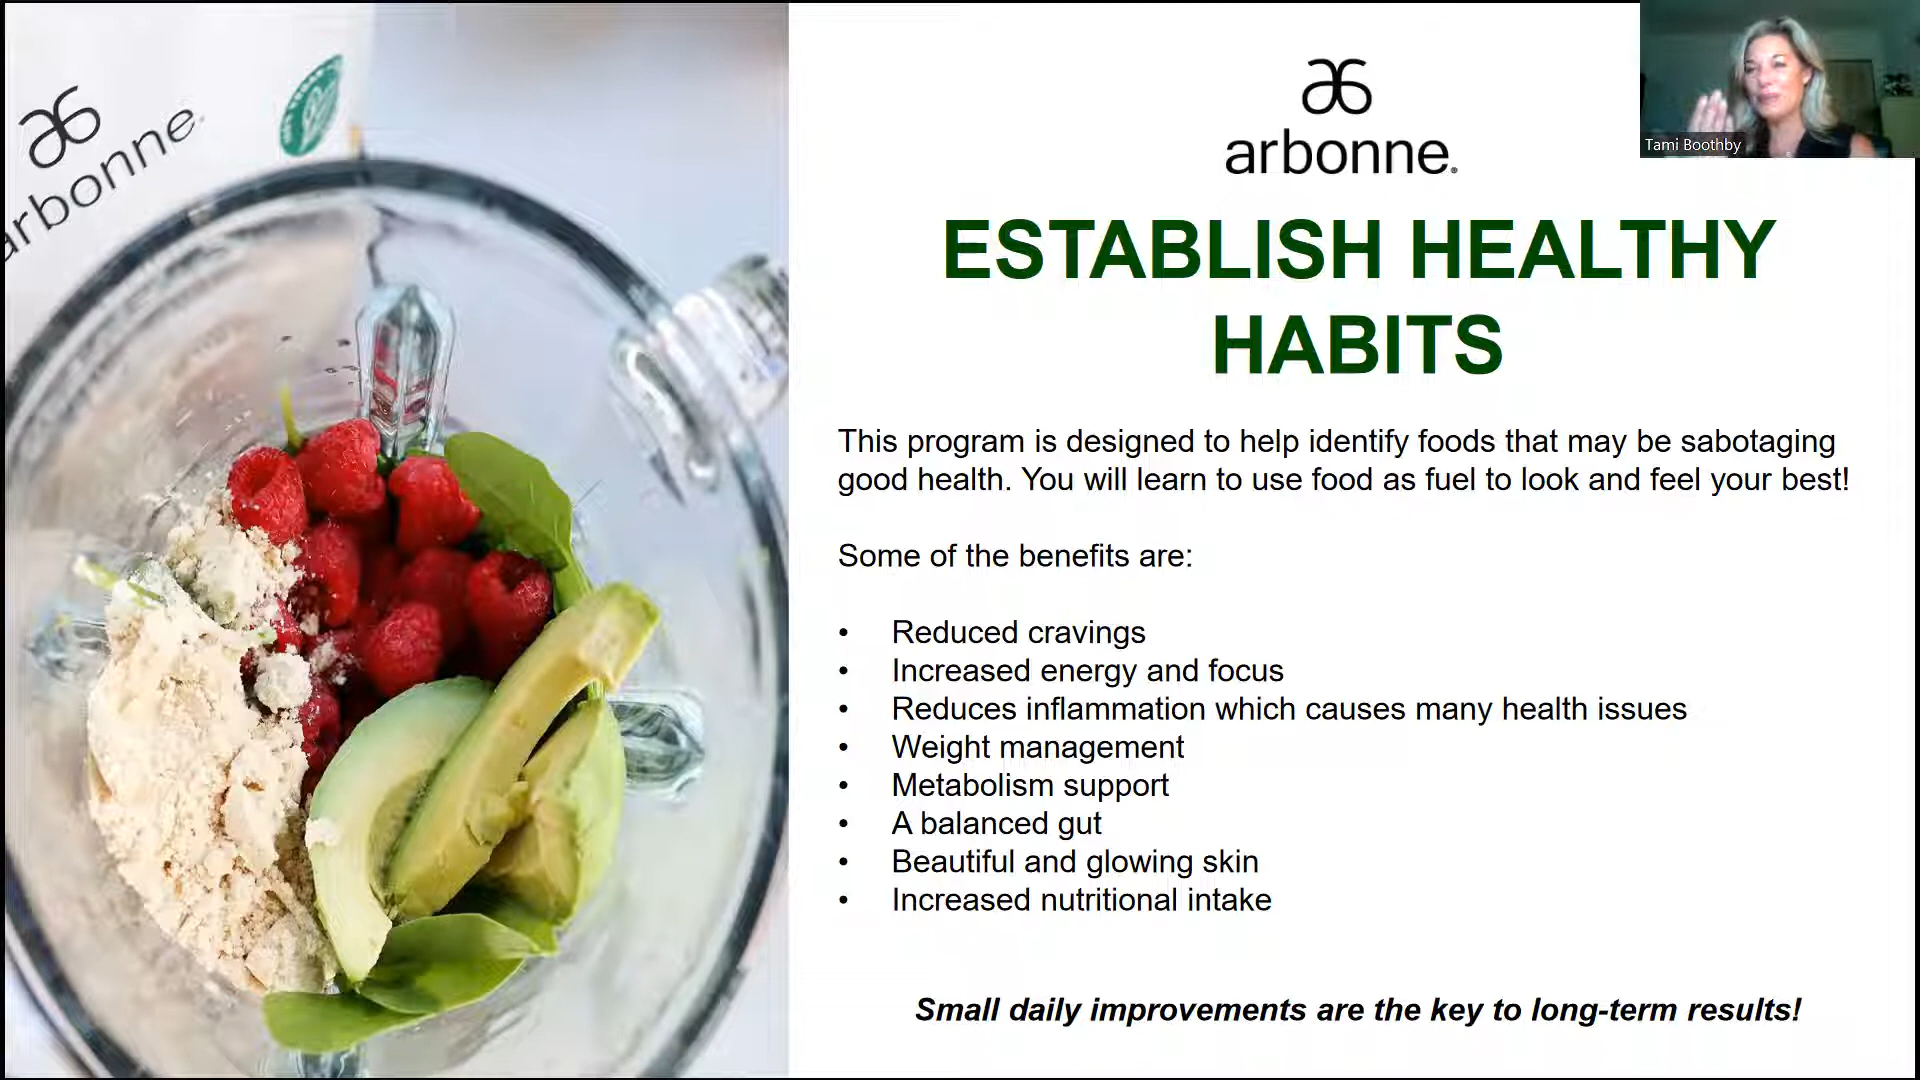 arbonne
arbonne.
Tami Boothby
ESTABLISH HEALTHY
HABITS
This program is designed to help identify foods that may be sabotaging
good health. You will learn to use food as fuel to look and feel your best!
Some of the benefits are:
• Reduced cravings
• Increased energy and focus
• Reduces inflammation which causes many health issues
• Weight management
• Metabolism support
• A balanced gut
• Beautiful and glowing skin
• Increased nutritional intake
Small daily improvements are the key to long-term results!